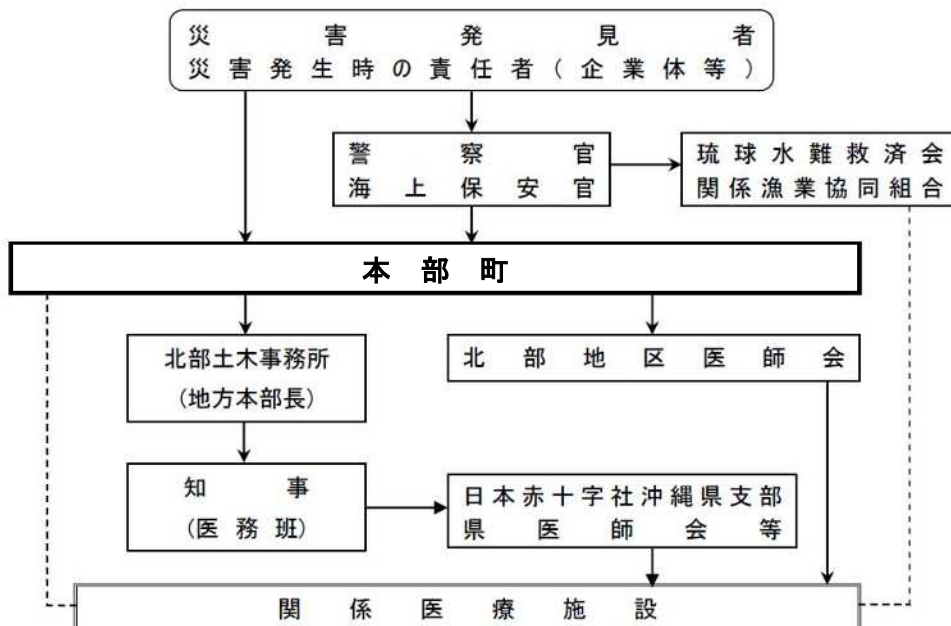 災害発見者
災害発生時の責任者(企業体等)
警察官
海上保安官
琉球水難救済会
関係漁業協同組合
本部町
北部土木事務所
(地方本部長)
北部地区医師会
知事
(医務班)
日本赤十字社沖縄県支部
県医師会等
関係医療施設